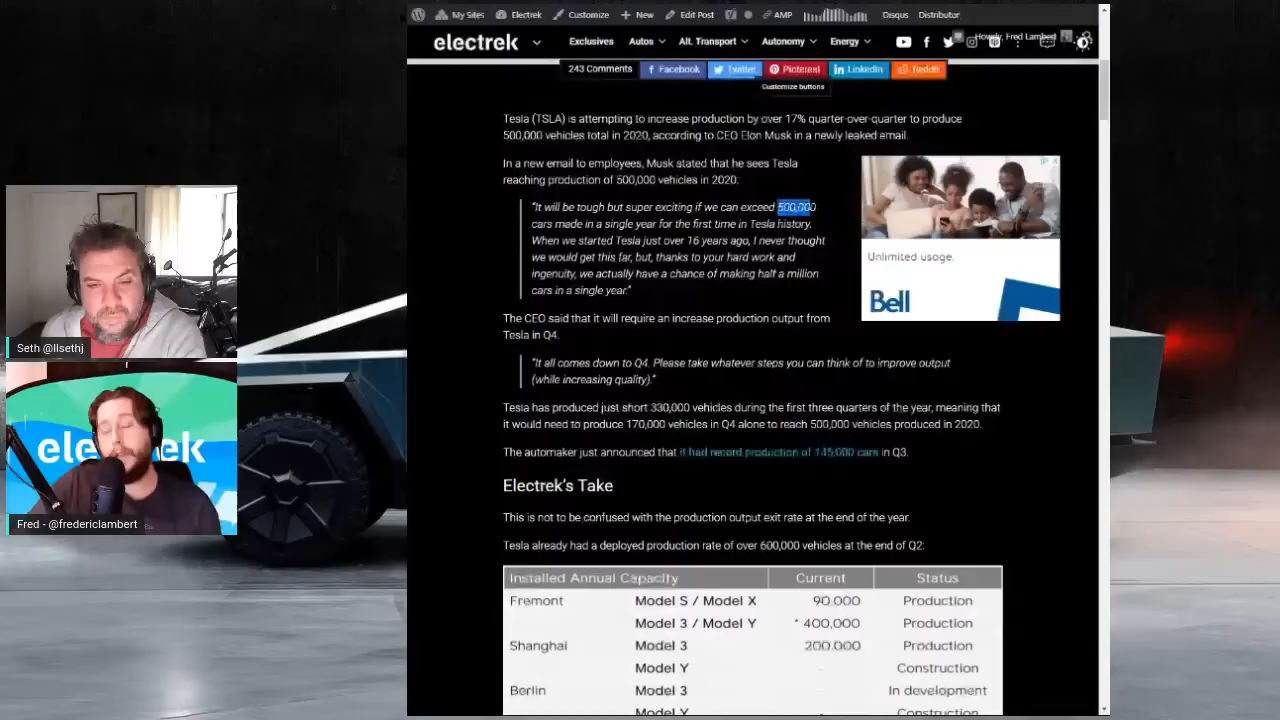 My Sites Electrek Customize New Edit Post AMP Disqus Distributor
Howdy, Fred Lambert
electrek Exclusives Autos Alt. Transport Autonomy Energy
243 Comments Facebook Twitter Pinterest LinkedIn Reddit
Customize buttons
Tesla (TSLA) is attempting to increase production by over 17% quarter-over-quarter to produce
500,000 vehicles total in 2020, according to CEO Elon Musk in a newly leaked email.
In a new email to employees, Musk stated that he sees Tesla
reaching production of 500,000 vehicles in 2020:
“It will be tough but super exciting if we can exceed 500,000
cars made in a single year for the first time in Tesla history.
When we started Tesla just over 16 years ago, I never thought
we would get this far, but, thanks to your hard work and
ingenuity, we actually have a chance of making half a million
cars in a single year.”
Unlimited usage.
Bell
The CEO said that it will require an increase production output from
Tesla in Q4.
“It all comes down to Q4. Please take whatever steps you can think of to improve output
(while increasing quality).”
Tesla has produced just short 330,000 vehicles during the first three quarters of the year, meaning that
it would need to produce 170,000 vehicles in Q4 alone to reach 500,000 vehicles produced in 2020.
The automaker just announced that it had record production of 145,000 cars in Q3.
Electrek’s Take
This is not to be confused with the production output exit rate at the end of the year.
Tesla already had a deployed production rate of over 600,000 vehicles at the end of Q2:
Installed Annual Capacity Current Status
Fremont Model S / Model X 90,000 Production
Model 3 / Model Y 400,000 Production
Shanghai Model 3 200,000 Production
Model Y - Construction
Berlin Model 3 In development
Model Y - Construction
Seth @llsethj
ele ek
Fred - @fredericlambert